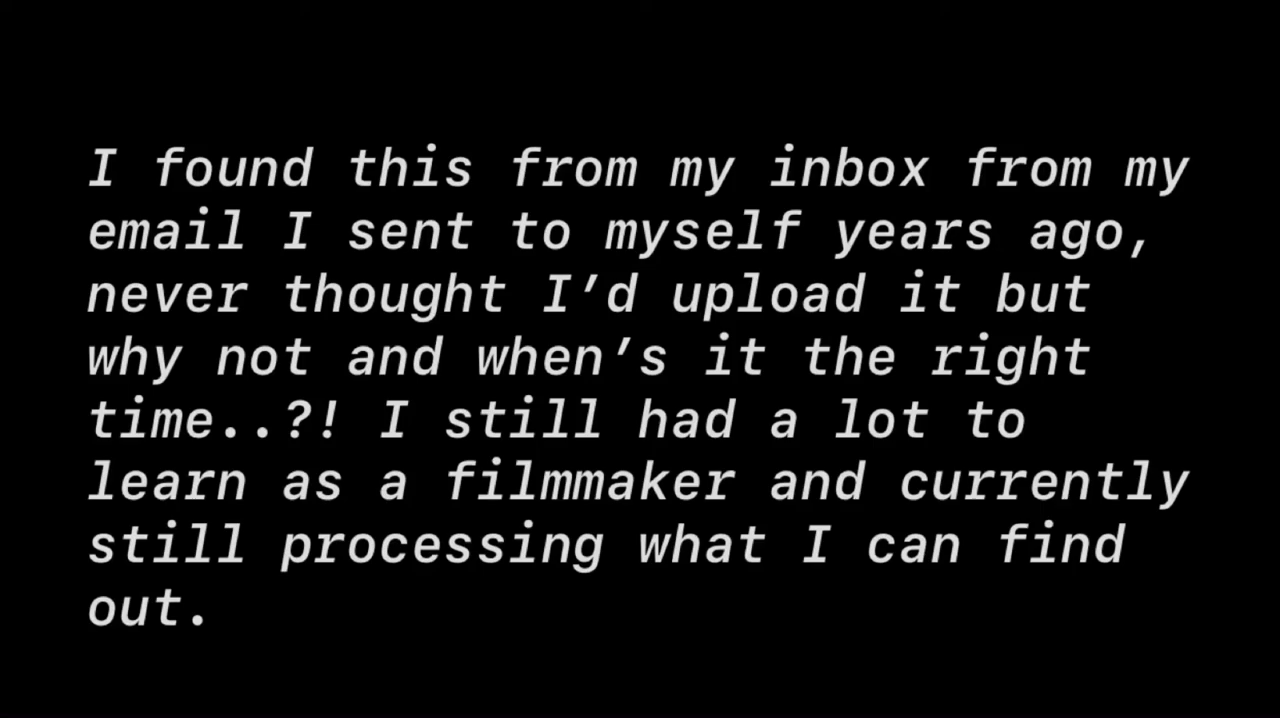 I found this from my inbox from my
email I sent to myself years ago,
never thought I’d upload it but
why not and when’s it the right
time..?! I still had a lot to
learn as a filmmaker and currently
still processing what I can find
out.